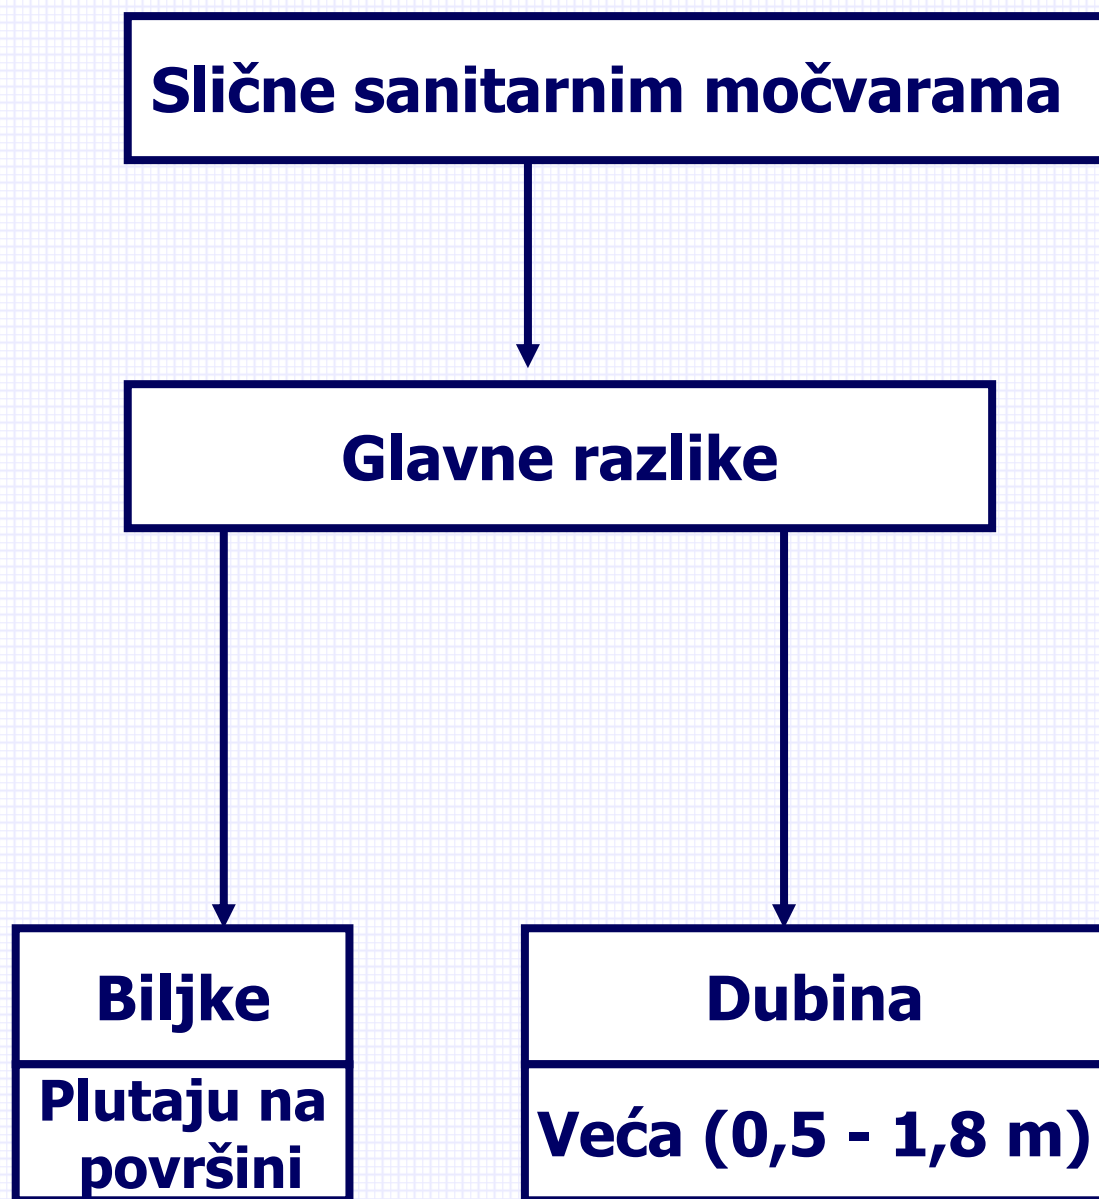 Slične sanitarnim močvarama
Glavne razlike
Biljke
Plutaju na
površini
Dubina
Veća (0,5 - 1,8 m)